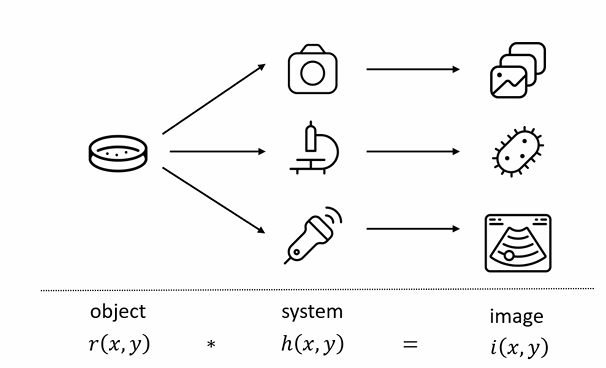 object system image
r(x, y) * h(x, y) = i(x, y)